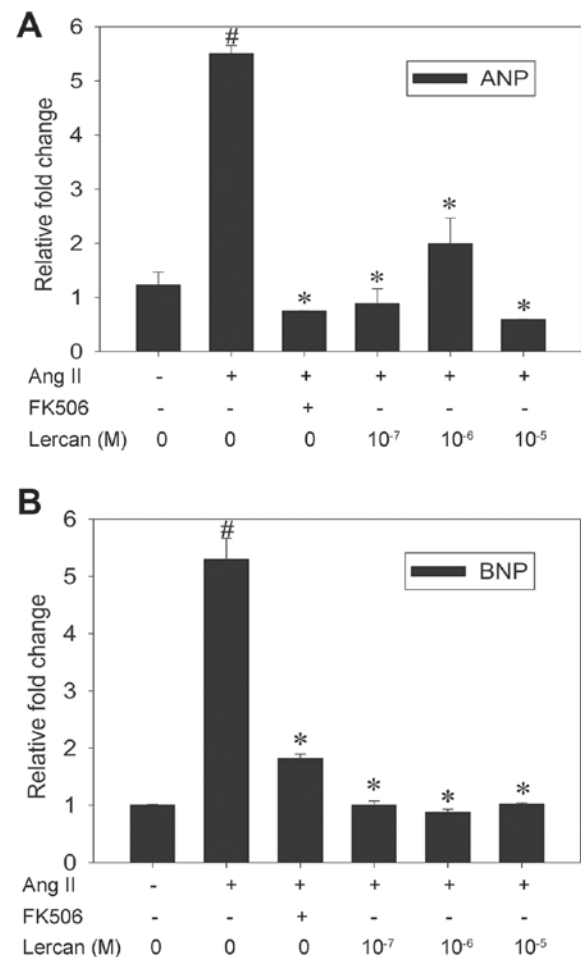 A
6
#
ANP
5
4
Relative fold change
3
*
2
*
*
*
1
0
Ang II - + + + + +
FK506 - - + - - -
Lercan (M) 0 0 0 10⁻⁷ 10⁻⁶ 10⁻⁵
B
6
#
BNP
5
4
Relative fold change
3
*
2
*
*
*
1
0
Ang II - + + + + +
FK506 - - + - - -
Lercan (M) 0 0 0 10⁻⁷ 10⁻⁶ 10⁻⁵